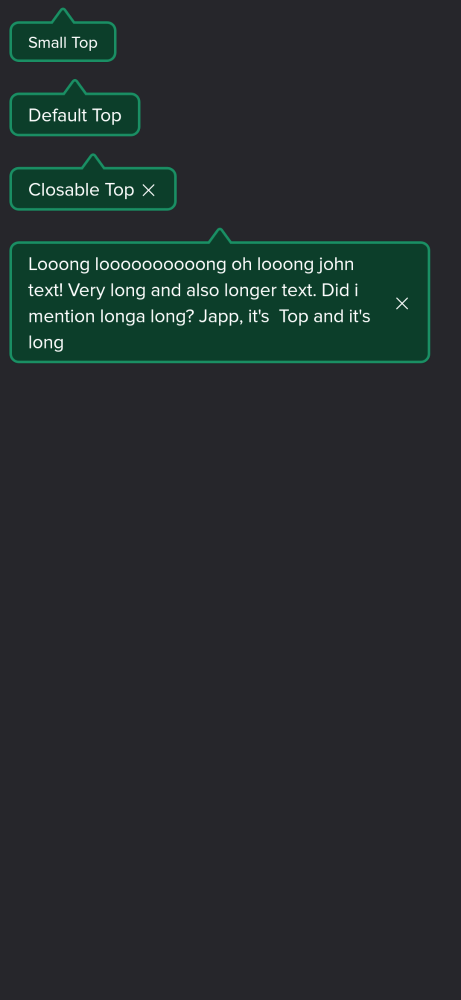 Small Top
Default Top
Closable Top
Looong looooooooooong oh looong john
text! Very long and also longer text. Did i
mention longa long? Japp, it's  Top and it's
long